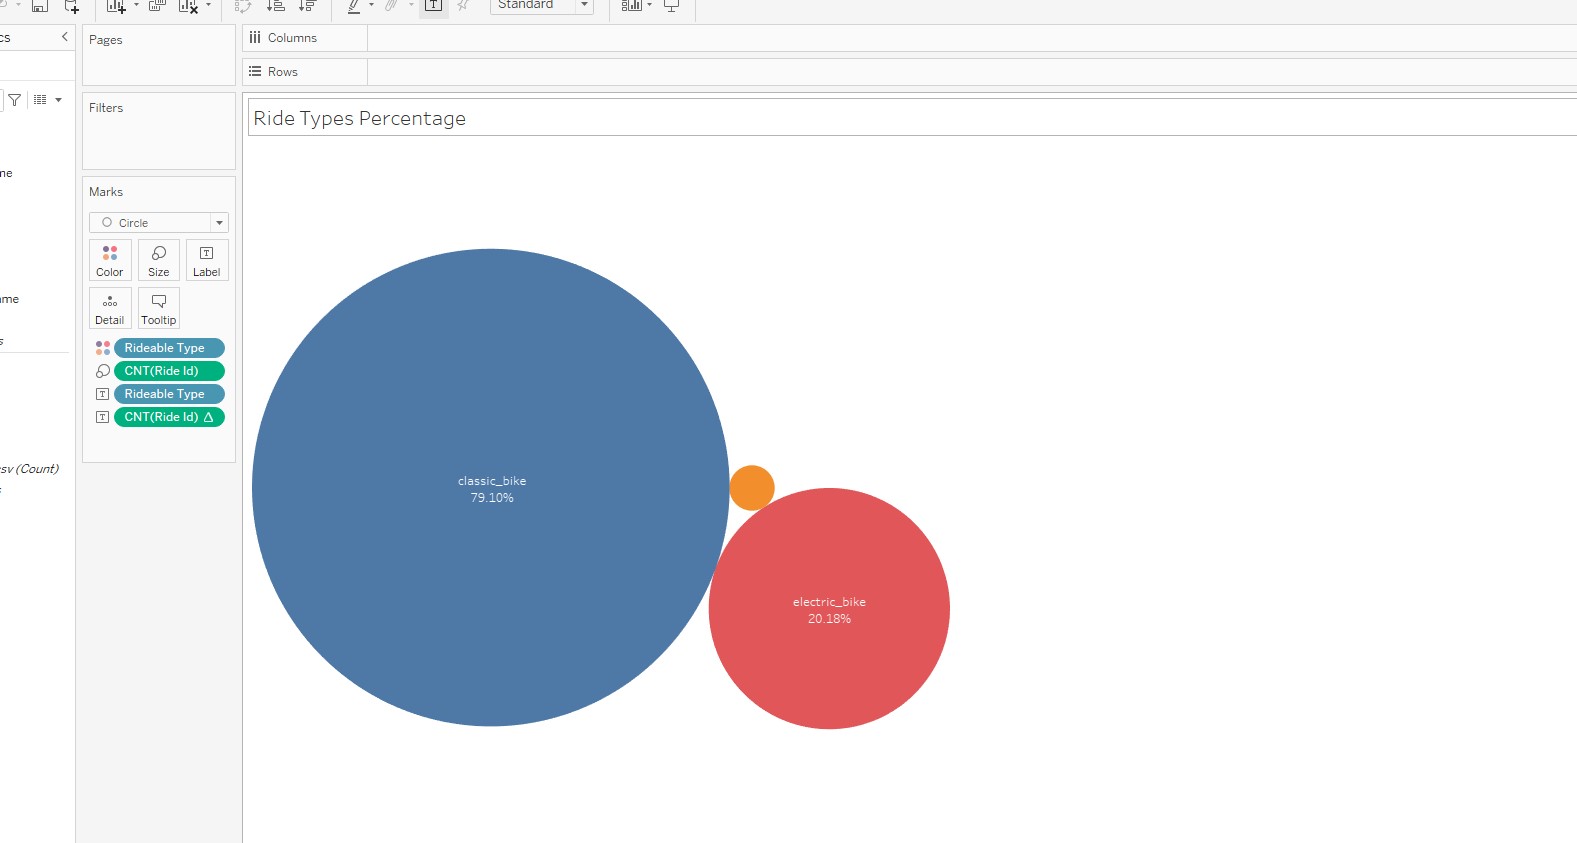 Standard
cs
Pages
Columns
Rows
Filters
Ride Types Percentage
me
Marks
Circle
Color
Size
Label
ame
Detail
Tooltip
s
Rideable Type
CNT(Ride Id)
Rideable Type
CNT(Ride Id) Δ
sv (Count)
classic_bike
79.10%
electric_bike
20.18%